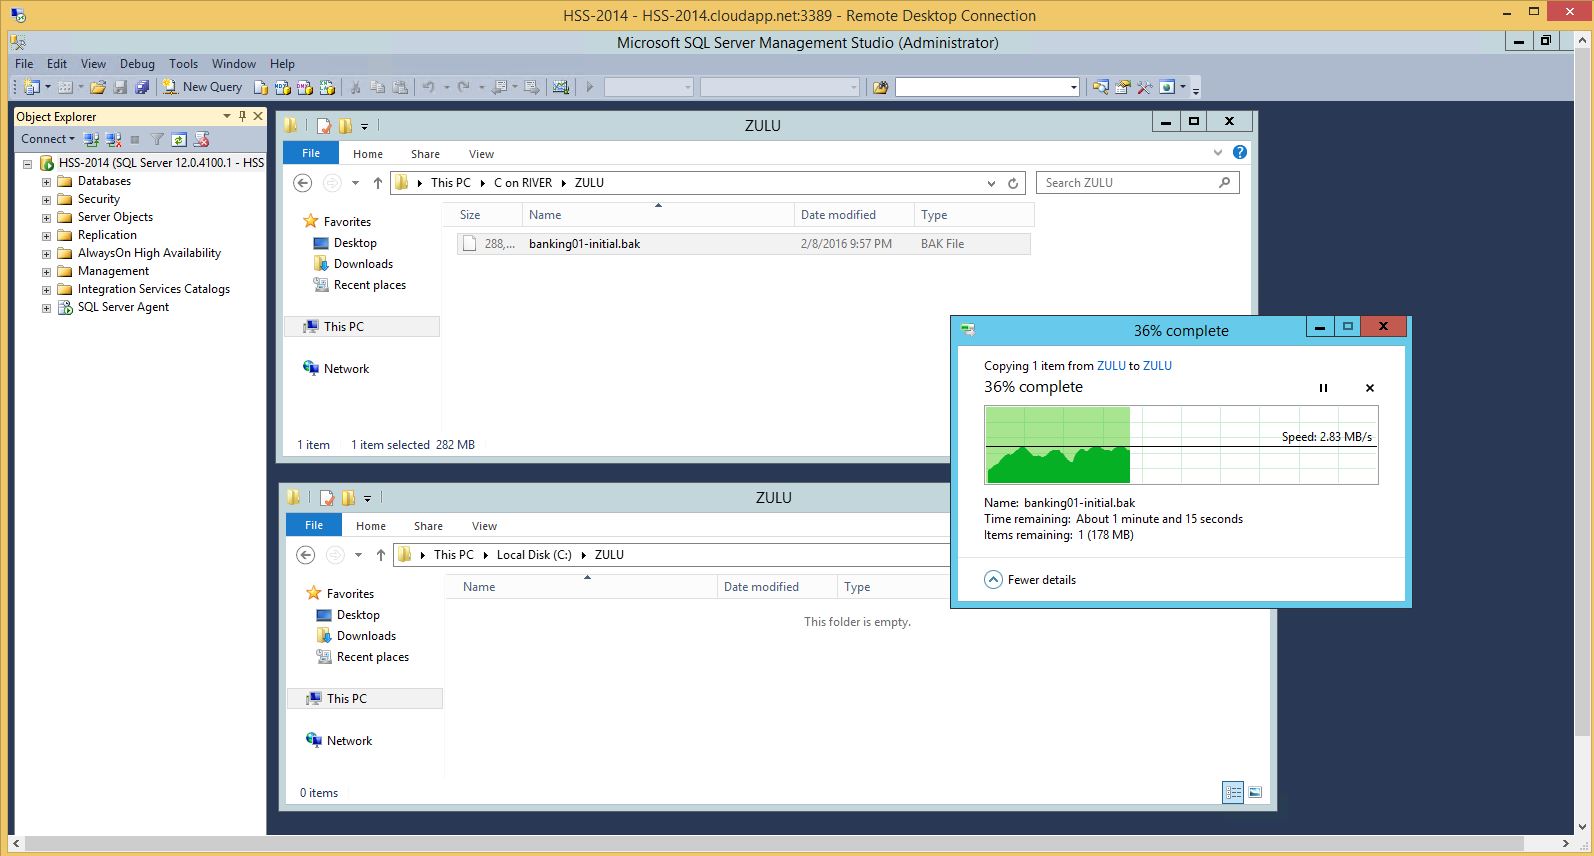 HSS-2014 - HSS-2014.cloudapp.net:3389 - Remote Desktop Connection
Microsoft SQL Server Management Studio (Administrator)
File Edit View Debug Tools Window Help
New Query
Object Explorer
Connect
HSS-2014 (SQL Server 12.0.4100.1 - HSS
Databases
Security
Server Objects
Replication
AlwaysOn High Availability
Management
Integration Services Catalogs
SQL Server Agent
ZULU
File Home Share View
This PC C on RIVER ZULU
Search ZULU
Favorites
Desktop
Downloads
Recent places
This PC
Network
Size Name Date modified Type
288,... banking01-initial.bak 2/8/2016 9:57 PM BAK File
1 item 1 item selected 282 MB
36% complete
Copying 1 item from ZULU to ZULU
36% complete
Speed: 2.83 MB/s
Name: banking01-initial.bak
Time remaining: About 1 minute and 15 seconds
Items remaining: 1 (178 MB)
Fewer details
ZULU
File Home Share View
This PC Local Disk (C:) ZULU
Favorites
Desktop
Downloads
Recent places
This PC
Network
Name Date modified Type
This folder is empty.
0 items